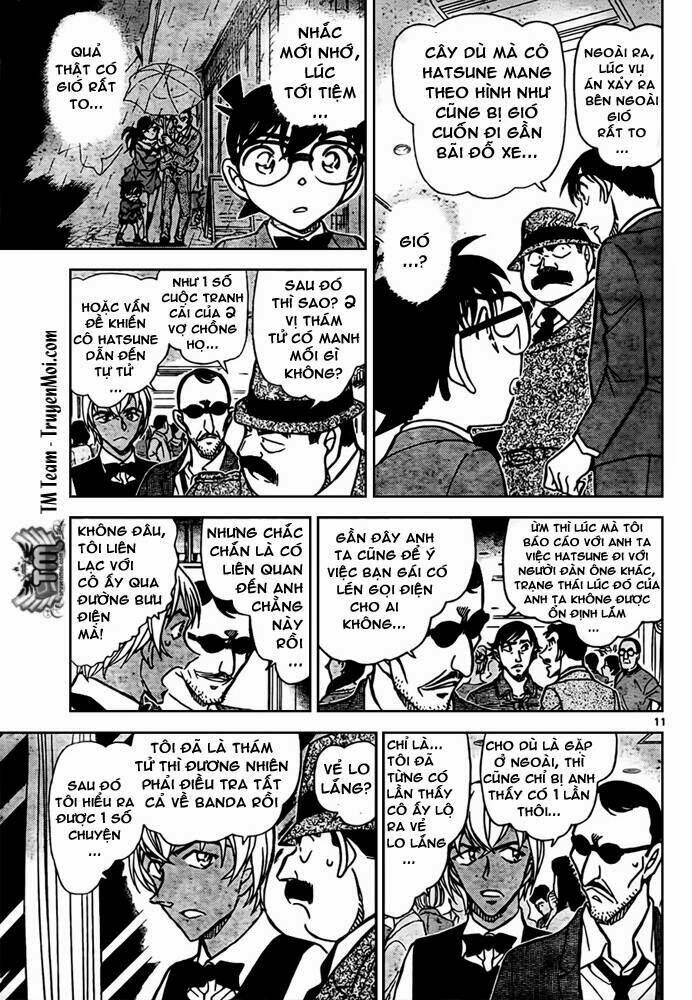 NGOÀI RA,
LÚC VỤ
ÁN XẢY RA
BÊN NGOÀI
GIÓ
RẤT TO...
CÂY DÙ MÀ CÔ
HATSUNE MANG
THEO HÌNH NHƯ
CŨNG BỊ GIÓ
CUỐN ĐI GẦN
BÃI ĐỖ XE...
GIÓ
...?
NHẮC
MỚI NHỚ,
LÚC
TỚI TIỆM
...
QUẢ
THẬT CÓ
GIÓ RẤT
TO...
SAU ĐÓ
THÌ SAO? 2
VỊ THÁM
TỬ CÓ MANH
MỐI GÌ
KHÔNG?
NHƯ 1 SỐ
CUỘC TRANH
CÃI CỦA 2
VỢ CHỒNG
HỌ...
HOẶC VẤN
ĐỀ KHIẾN
CÔ HATSUNE
DẪN ĐẾN
TỰ TỬ
...
TM Team - TruyenMoi.com
TM
ỪM THÌ LÚC MÀ TÔI
BÁO CÁO VỚI ANH TA
VIỆC HATSUNE ĐI VỚI
NGƯỜI ĐÀN ÔNG KHÁC,
TRẠNG THÁI LÚC ĐÓ CỦA
ANH TA KHÔNG ĐƯỢC
ỔN ĐỊNH LẮM...
GẦN ĐÂY ANH
TA CŨNG ĐỂ Ý
VIỆC BẠN GÁI CÓ
LÉN GỌI ĐIỆN
CHO AI
KHÔNG...
NHƯNG CHẮC
CHẮN LÀ CÓ
LIÊN QUAN
ĐẾN ANH
CHÀNG
NÀY
RỒI
KHÔNG ĐÂU,
TÔI LIÊN
LẠC VỚI
CÔ ẤY QUA
ĐƯỜNG BƯU
ĐIỆN
MÀ!
11
CHO DÙ LÀ GẶP
Ở NGOÀI, THÌ
CŨNG CHỈ BỊ ANH
THẤY CÓ 1 LẦN
THÔI...
CHỈ LÀ...
TÔI ĐÃ
TỪNG CÓ
LẦN THẤY
CÔ ẤY LỘ
RA VẺ
LO LẮNG
...
VẺ LO
LẮNG?
TÔI ĐÃ LÀ THÁM
TỬ THÌ ĐƯƠNG NHIÊN
PHẢI ĐIỀU TRA TẤT
CẢ VỀ BANDA RỒI
SAU ĐÓ
TÔI HIỂU RA
ĐƯỢC 1 SỐ
CHUYỆN
...